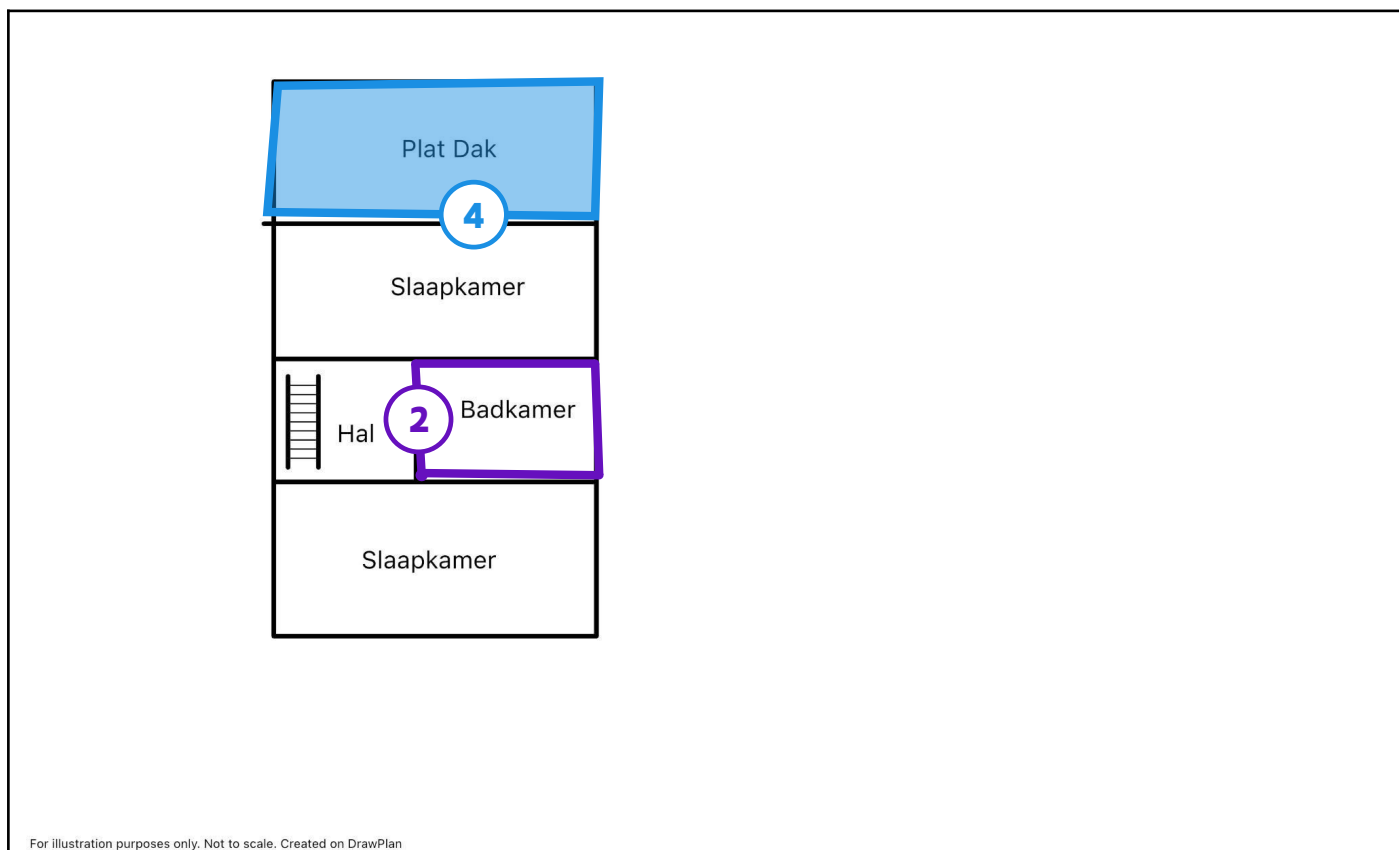 Plat Dak
4
Slaapkamer
Badkamer
2
Hal
Slaapkamer
For illustration purposes only. Not to scale. Created on DrawPlan